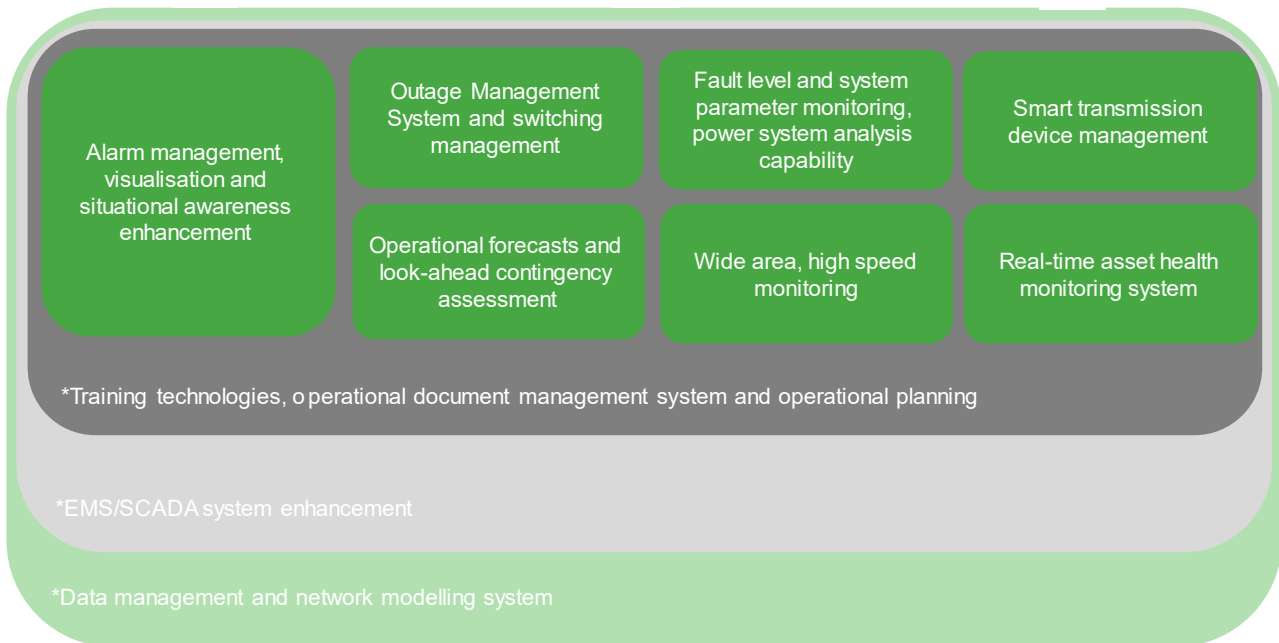 Alarm management,
visualisation and
situational awareness
enhancement
Outage Management
System and switching
management
Fault level and system
parameter monitoring,
power system analysis
capability
Smart transmission
device management
Operational forecasts and
look-ahead contingency
assessment
Wide area, high speed
monitoring
Real-time asset health
monitoring system
*Training technologies, operational document management system and operational planning
*EMS/SCADA system enhancement
*Data management and network modelling system